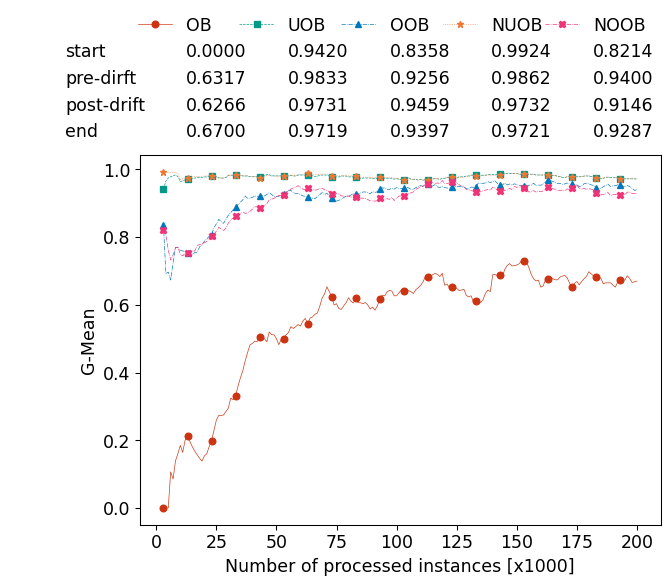 OB UOB OOB NUOB NOOB
start 0.0000 0.9420 0.8358 0.9924 0.8214
pre-dirft 0.6317 0.9833 0.9256 0.9862 0.9400
post-drift 0.6266 0.9731 0.9459 0.9732 0.9146
end 0.6700 0.9719 0.9397 0.9721 0.9287
1.0
0.8
0.6
0.4
0.2
0.0
G-Mean
0 25 50 75 100 125 150 175 200
Number of processed instances [x1000]